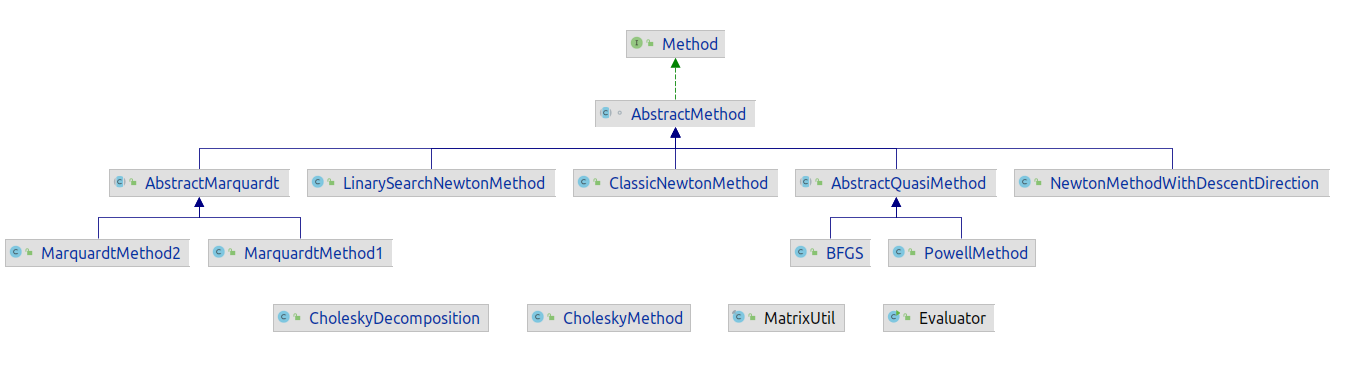 Method
AbstractMethod
AbstractMarquardt
LinarySearchNewtonMethod
ClassicNewtonMethod
AbstractQuasiMethod
NewtonMethodWithDescentDirection
MarquardtMethod2
MarquardtMethod1
BFGS
PowellMethod
CholeskyDecomposition
CholeskyMethod
MatrixUtil
Evaluator